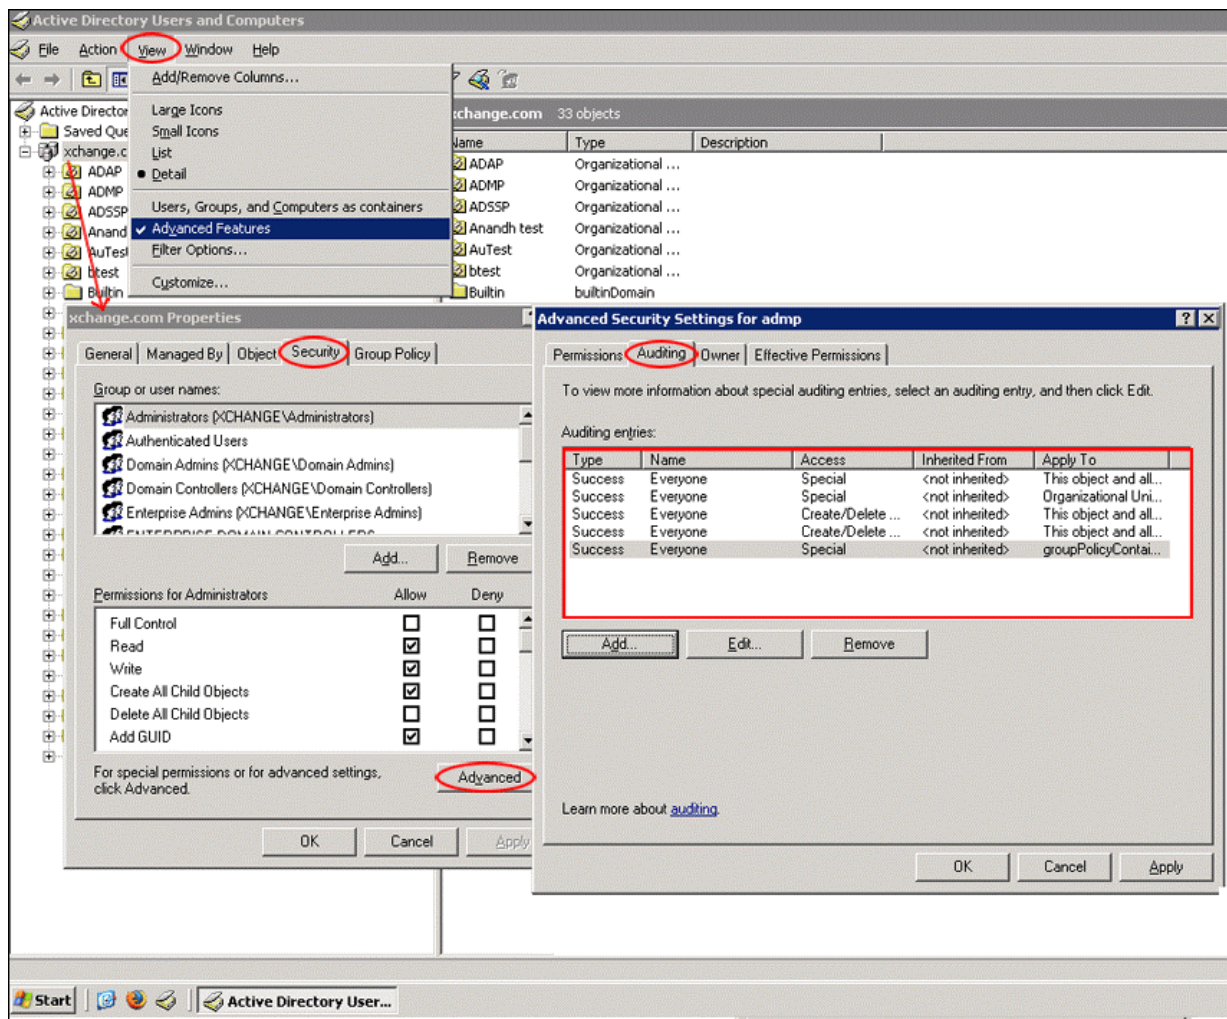 Active Directory Users and Computers
File Action View Window Help
Add/Remove Columns...
Large Icons
Small Icons
List
Detail
Users, Groups, and Computers as containers
Advanced Features
Filter Options...
Customize...
Active Director
Saved Que
xchange.c
ADAP
ADMP
ADSSP
Anand
AuTest
btest
Builtin
xchange.com 33 objects
Name Type Description
ADAP Organizational ...
ADMP Organizational ...
ADSSP Organizational ...
Anandh test Organizational ...
AuTest Organizational ...
btest Organizational ...
Builtin builtinDomain
xchange.com Properties
General Managed By Object Security Group Policy
Group or user names:
Administrators (XCHANGE\Administrators)
Authenticated Users
Domain Admins (XCHANGE\Domain Admins)
Domain Controllers (XCHANGE\Domain Controllers)
Enterprise Admins (XCHANGE\Enterprise Admins)
ENTERPRISE DOMAIN CONTROLLERS
Add... Remove
Permissions for Administrators Allow Deny
Full Control
Read
Write
Create All Child Objects
Delete All Child Objects
Add GUID
For special permissions or for advanced settings,
click Advanced.
Advanced
OK Cancel Apply
Advanced Security Settings for admp
Permissions Auditing Owner Effective Permissions
To view more information about special auditing entries, select an auditing entry, and then click Edit.
Auditing entries:
Type Name Access Inherited From Apply To
Success Everyone Special <not inherited> This object and all...
Success Everyone Special <not inherited> Organizational Uni...
Success Everyone Create/Delete ... <not inherited> This object and all...
Success Everyone Create/Delete ... <not inherited> This object and all...
Success Everyone Special <not inherited> groupPolicyContai...
Add... Edit... Remove
Learn more about auditing.
OK Cancel Apply
Start Active Directory User...